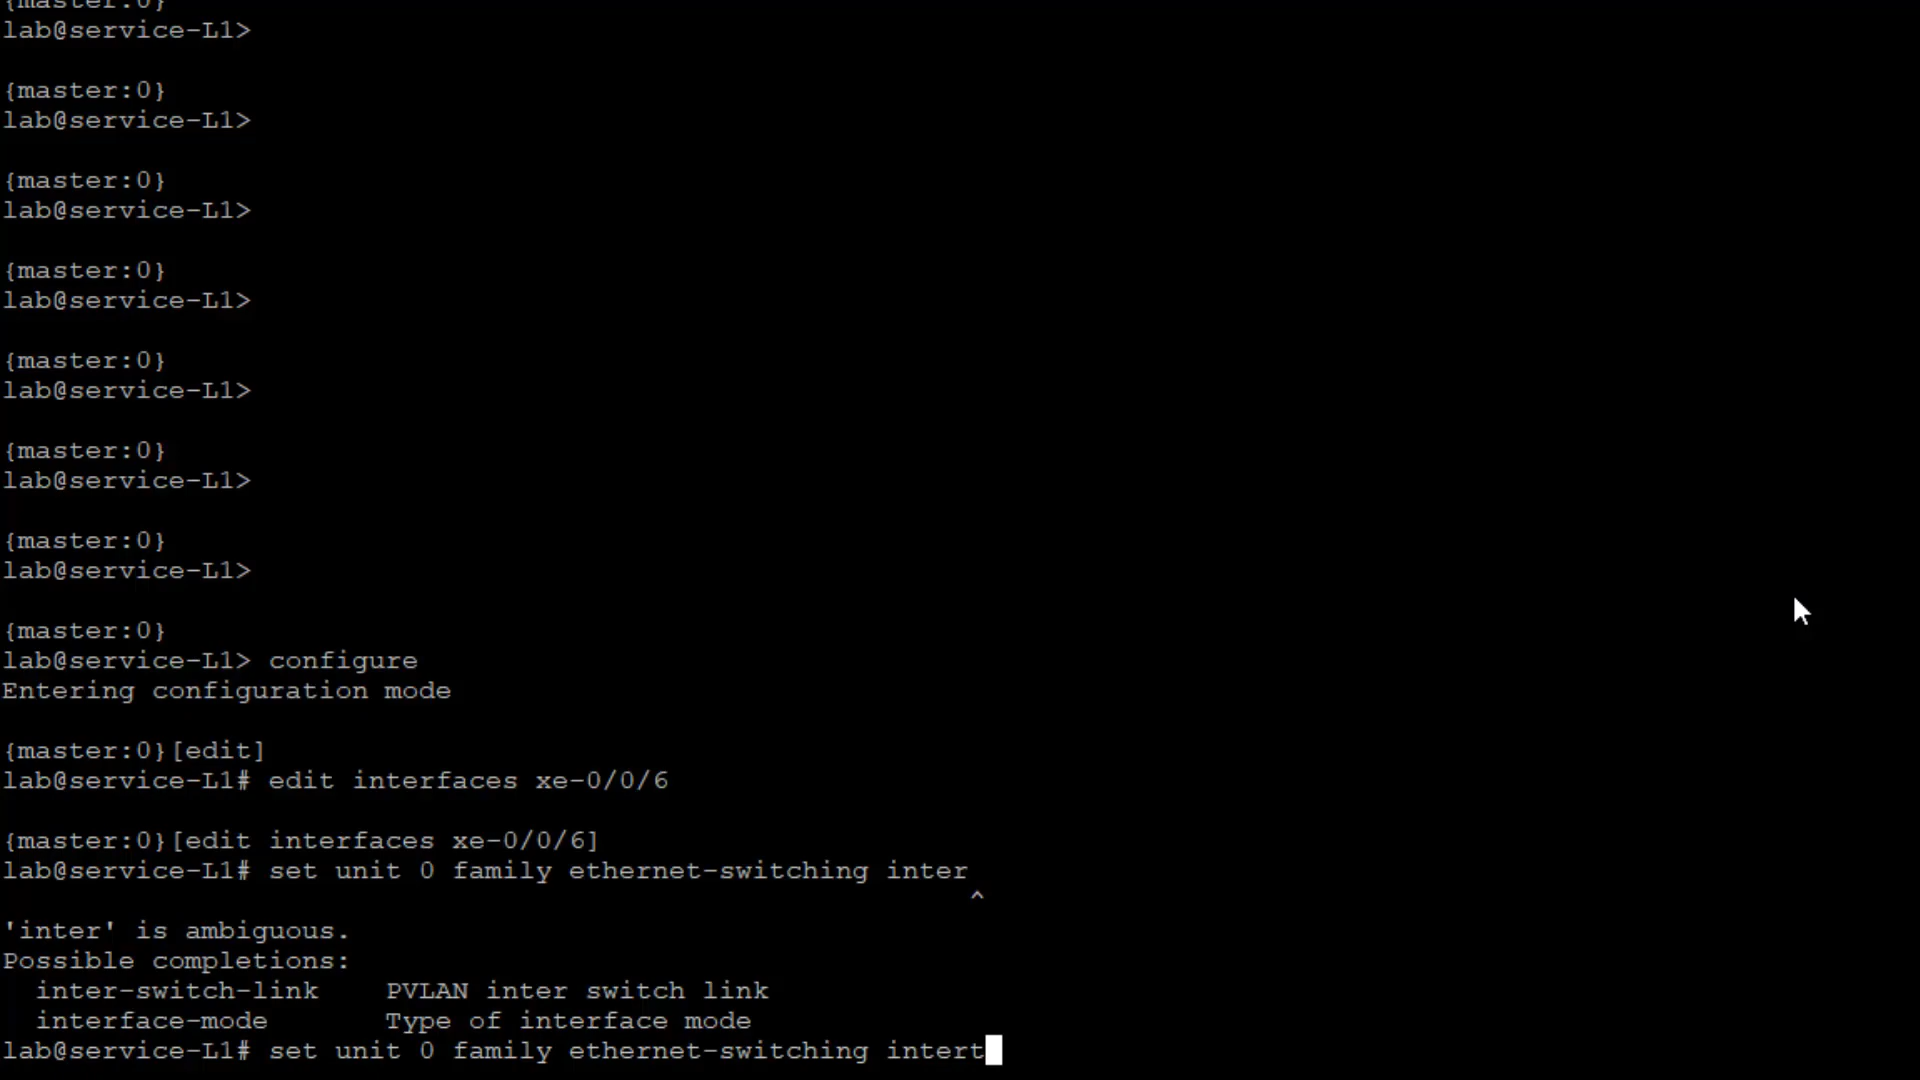 {master:0}
lab@service-L1>
{master:0}
lab@service-L1>
{master:0}
lab@service-L1>
{master:0}
lab@service-L1>
{master:0}
lab@service-L1>
{master:0}
lab@service-L1>
{master:0}
lab@service-L1>
{master:0}
lab@service-L1> configure
Entering configuration mode
{master:0}[edit]
lab@service-L1# edit interfaces xe-0/0/6
{master:0}[edit interfaces xe-0/0/6]
lab@service-L1# set unit 0 family ethernet-switching inter
^
'inter' is ambiguous.
Possible completions:
inter-switch-link    PVLAN inter switch link
interface-mode       Type of interface mode
lab@service-L1# set unit 0 family ethernet-switching intert